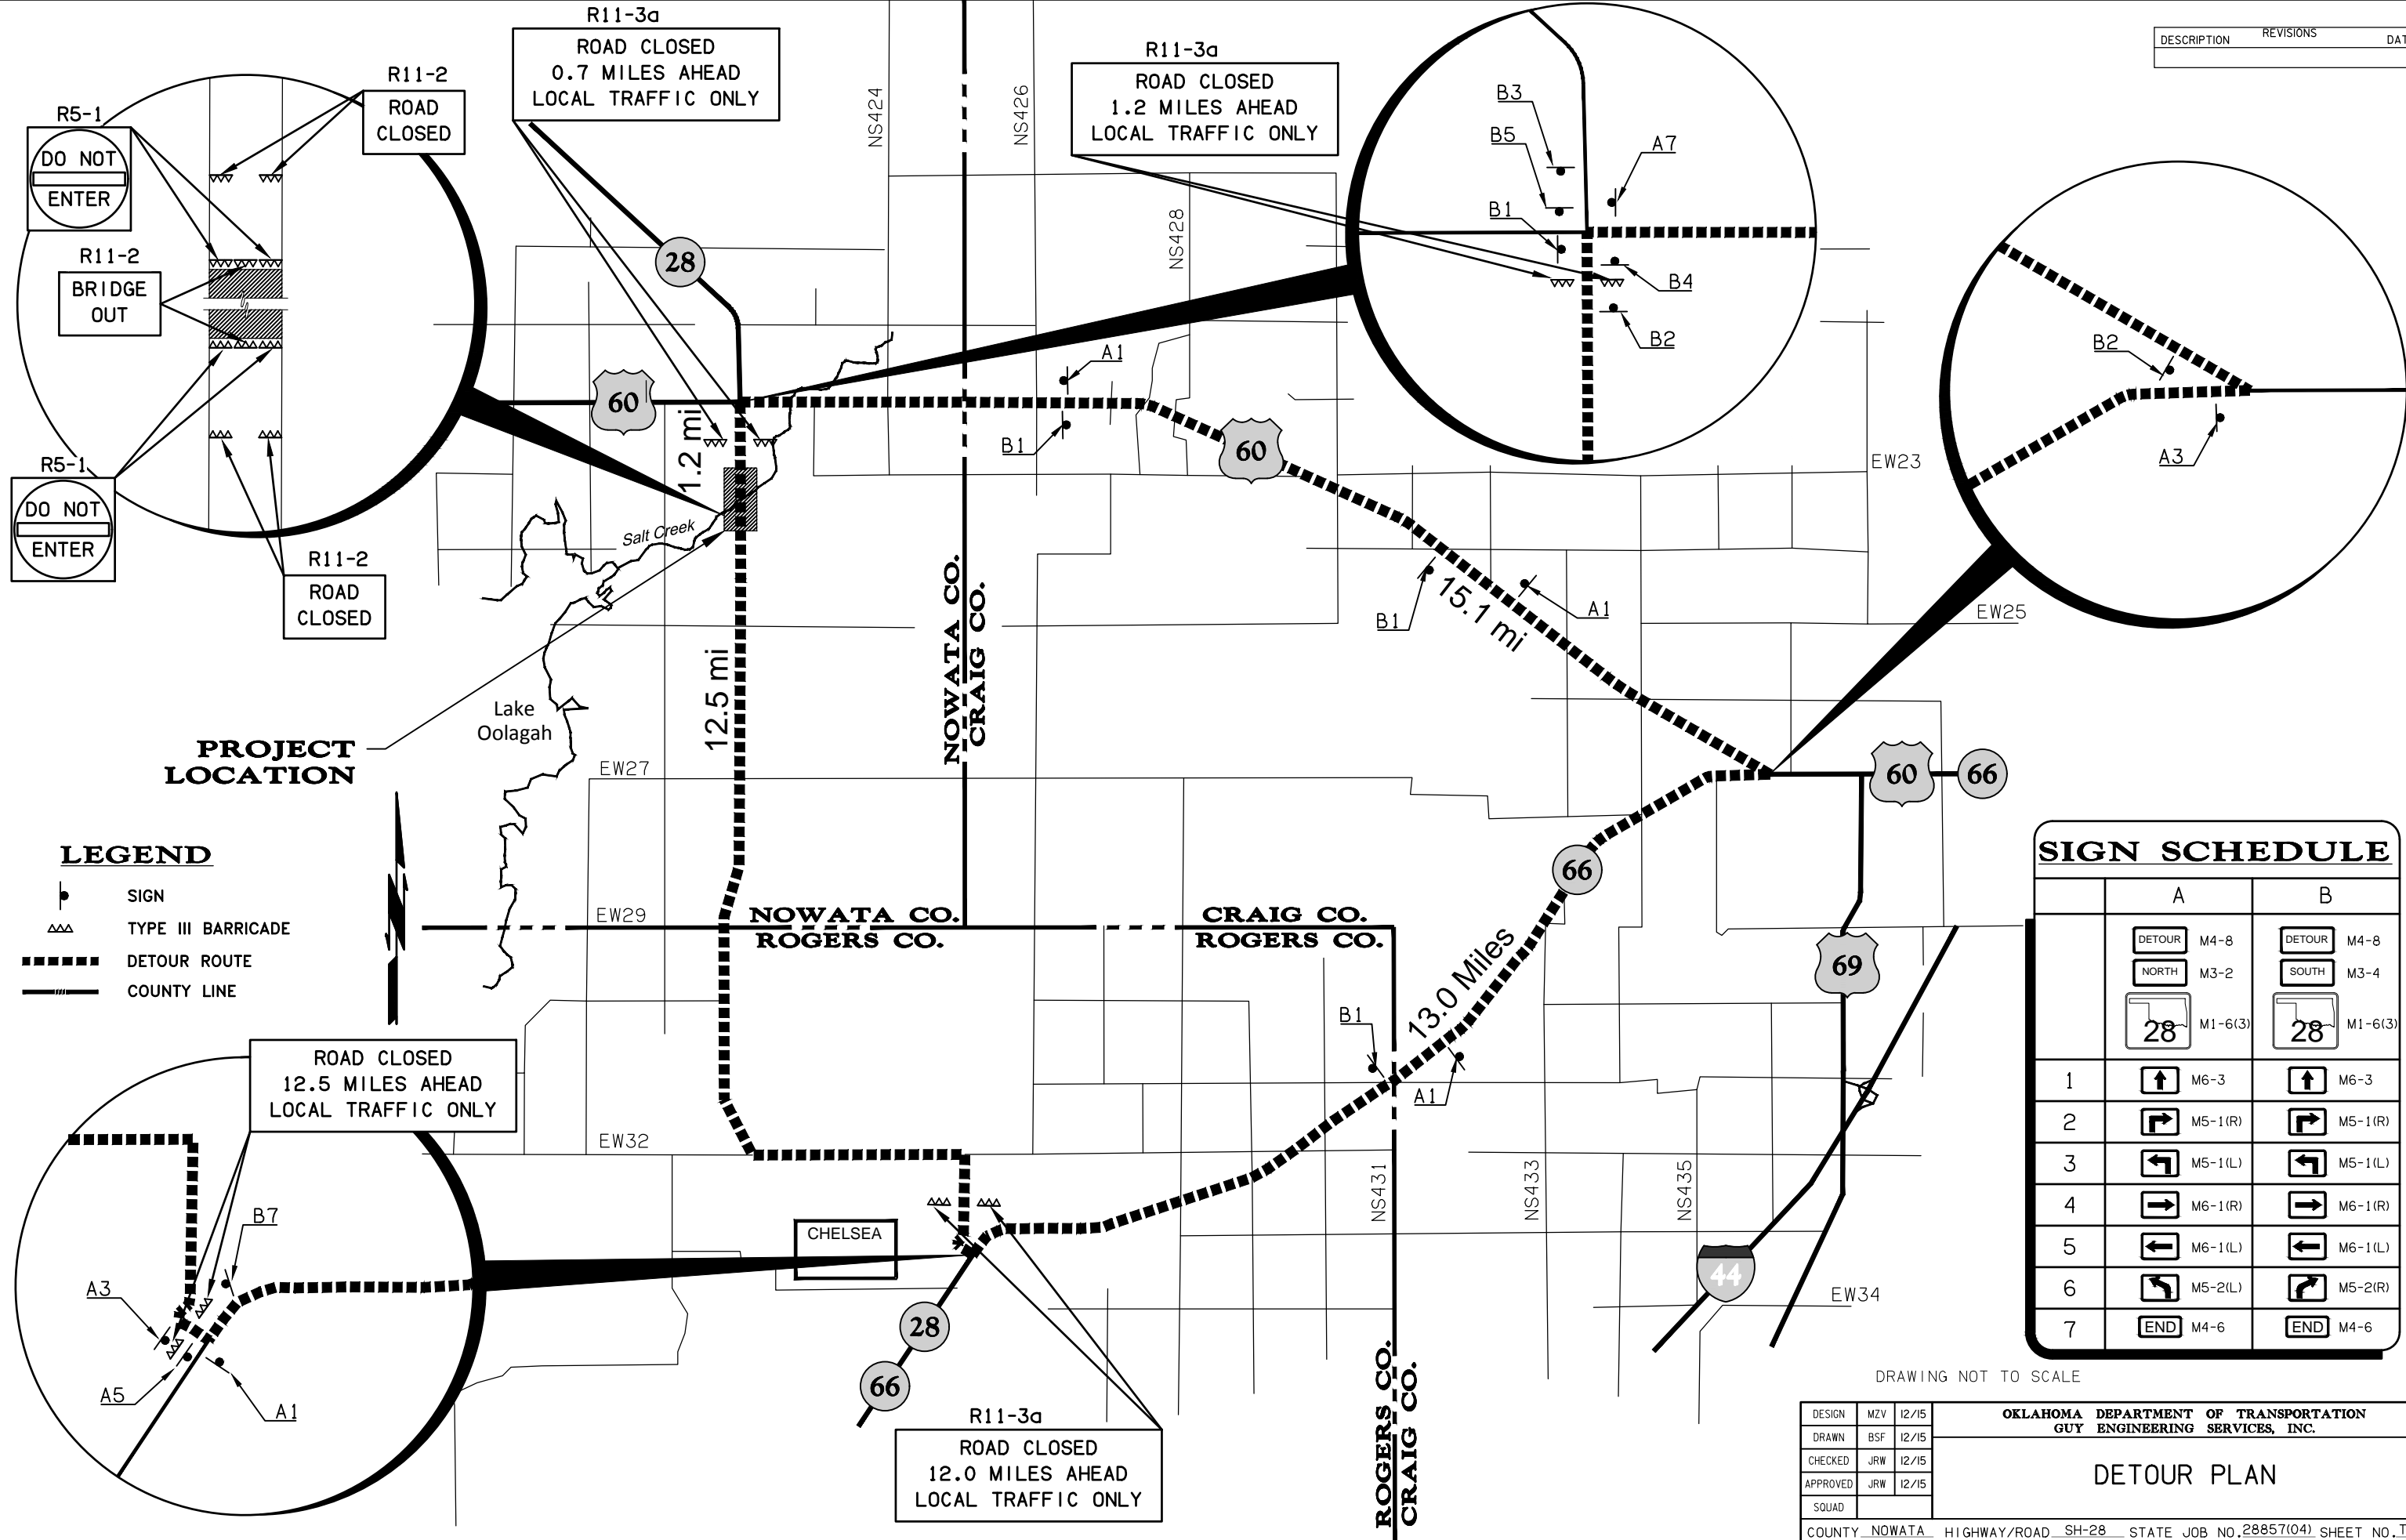 R11-3a
ROAD CLOSED
0.7 MILES AHEAD
LOCAL TRAFFIC ONLY
R11-3a
ROAD CLOSED
1.2 MILES AHEAD
LOCAL TRAFFIC ONLY
DESCRIPTION
REVISIONS
R11-2
ROAD
CLOSED
R5-1
DO NOT
ENTER
R11-2
BRIDGE
OUT
R5-1
DO NOT
ENTER
R11-2
ROAD
CLOSED
NS424
NS426
NS428
B3
B5
B1
A7
B4
B2
B2
A3
28
60
1.2 mi
A1
B1
60
EW23
Salt Creek
B1
15.1 mi
A1
EW25
NOWATA CO.
CRAIG CO.
12.5 mi
Lake
Oolagah
PROJECT
LOCATION
EW27
60
66
LEGEND
SIGN
TYPE III BARRICADE
DETOUR ROUTE
COUNTY LINE
66
EW29
NOWATA CO.
ROGERS CO.
CRAIG CO.
ROGERS CO.
69
13.0 Miles
B1
A1
SIGN SCHEDULE
A
B
DETOUR M4-8
DETOUR M4-8
NORTH M3-2
SOUTH M3-4
28 M1-6(3)
28 M1-6(3)
1 M6-3 M6-3
2 M5-1(R) M5-1(R)
3 M5-1(L) M5-1(L)
4 M6-1(R) M6-1(R)
5 M6-1(L) M6-1(L)
6 M5-2(L) M5-2(R)
7 END M4-6 END M4-6
ROAD CLOSED
12.5 MILES AHEAD
LOCAL TRAFFIC ONLY
EW32
NS431
NS433
NS435
B7
A3
A5
A1
CHELSEA
44
EW34
28
66
ROGERS CO.
CRAIG CO.
R11-3a
ROAD CLOSED
12.0 MILES AHEAD
LOCAL TRAFFIC ONLY
DRAWING NOT TO SCALE
DESIGN MZV 12/15
DRAWN BSF 12/15
CHECKED JRW 12/15
APPROVED JRW 12/15
SQUAD
OKLAHOMA DEPARTMENT OF TRANSPORTATION
GUY ENGINEERING SERVICES, INC.
DETOUR PLAN
COUNTY NOWATA HIGHWAY/ROAD SH-28 STATE JOB NO. 28857(04) SHEET NO.